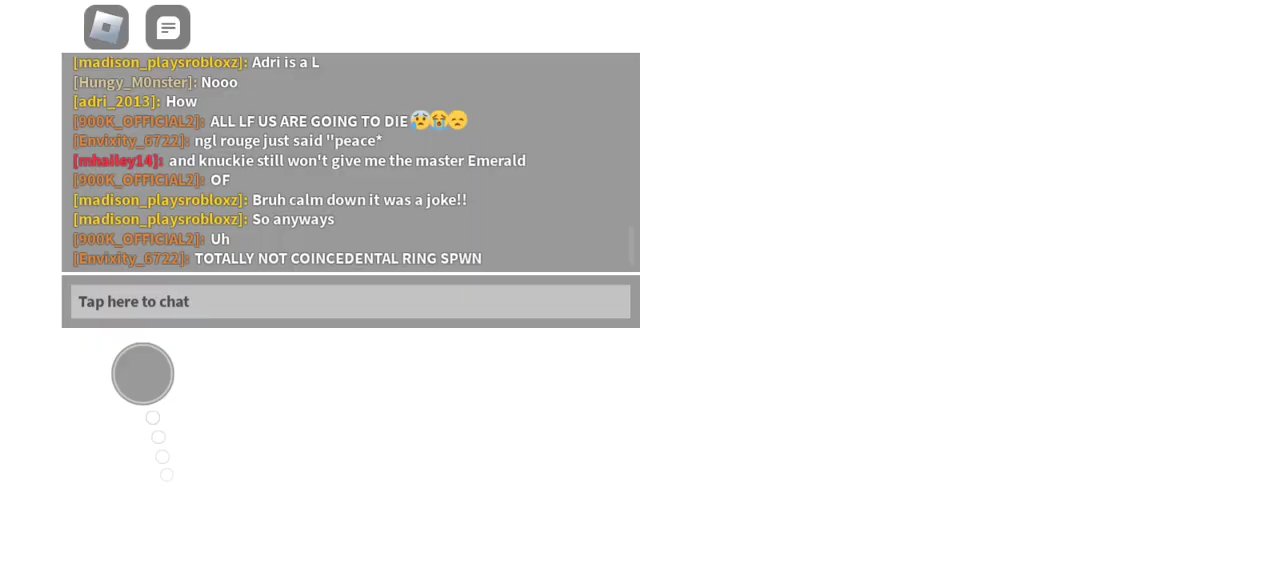 [madison_playsrobloxz]: Adri is a L
[Hungy_M0nster]: Nooo
[adri_2013]: How
[900K_OFFICIAL2]: ALL LF US ARE GOING TO DIE😰😭😞
[Envixity_6722]: ngl rouge just said "peace*
[mhailey14]: and knuckie still won't give me the master Emerald
[900K_OFFICIAL2]: OF
[madison_playsrobloxz]: Bruh calm down it was a joke!!
[madison_playsrobloxz]: So anyways
[900K_OFFICIAL2]: Uh
[Envixity_6722]: TOTALLY NOT COINCEDENTAL RING SPWN
Tap here to chat